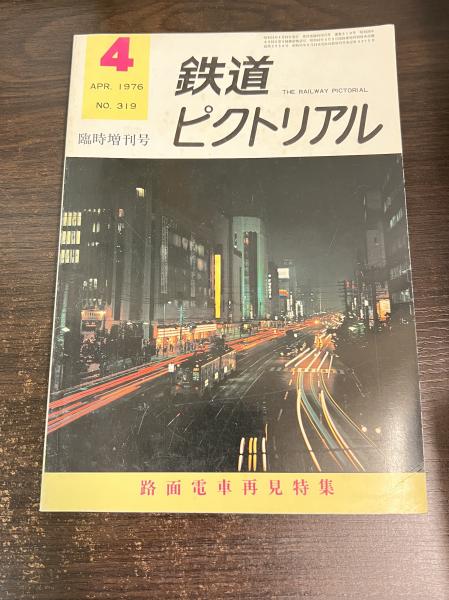 4
APR. 1976
NO. 319
臨時増刊号
鉄道
THE RAILWAY PICTORIAL
ピクトリアル
路面電車再見特集